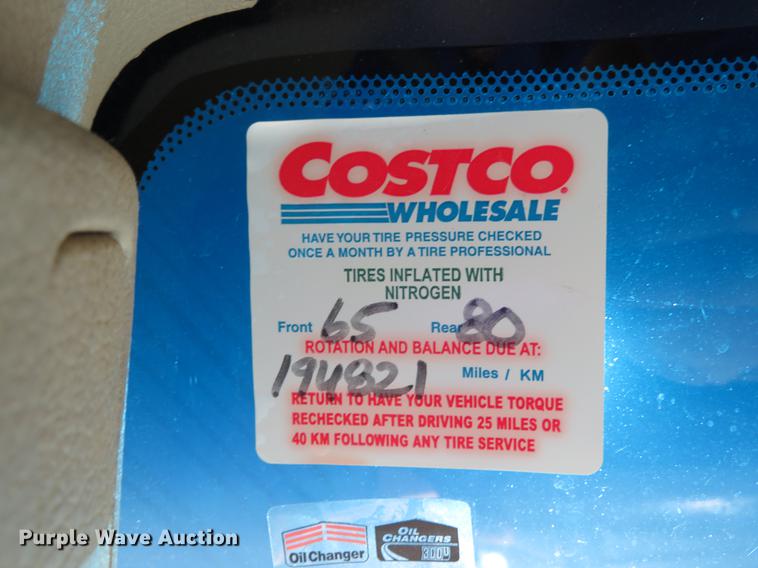 COSTCO
WHOLESALE
HAVE YOUR TIRE PRESSURE CHECKED
ONCE A MONTH BY A TIRE PROFESSIONAL
TIRES INFLATED WITH
NITROGEN
Front 65 Rear 80
ROTATION AND BALANCE DUE AT:
194821 Miles / KM
RETURN TO HAVE YOUR VEHICLE TORQUE
RECHECKED AFTER DRIVING 25 MILES OR
40 KM FOLLOWING ANY TIRE SERVICE
Oil Changer
OIL CHANGERS
3000
Purple Wave Auction